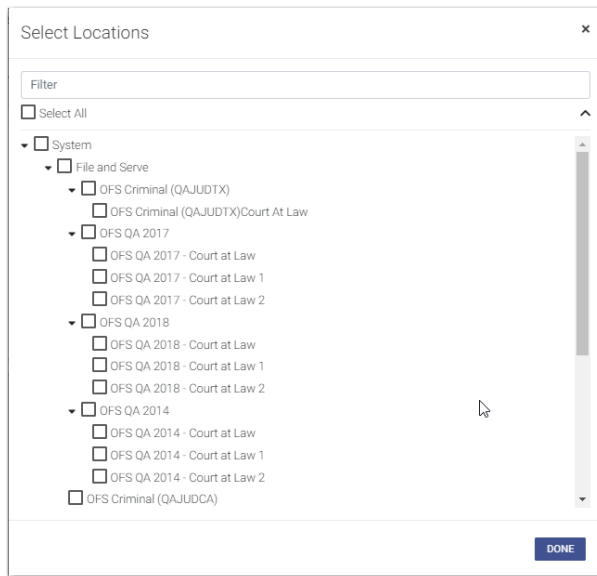 Select Locations ×
Filter
Select All
System
File and Serve
OFS Criminal (QAJUDTX)
OFS Criminal (QAJUDTX)Court At Law
OFS QA 2017
OFS QA 2017 - Court at Law
OFS QA 2017 - Court at Law 1
OFS QA 2017 - Court at Law 2
OFS QA 2018
OFS QA 2018 - Court at Law
OFS QA 2018 - Court at Law 1
OFS QA 2018 - Court at Law 2
OFS QA 2014
OFS QA 2014 - Court at Law
OFS QA 2014 - Court at Law 1
OFS QA 2014 - Court at Law 2
OFS Criminal (QAJUDCA)
DONE